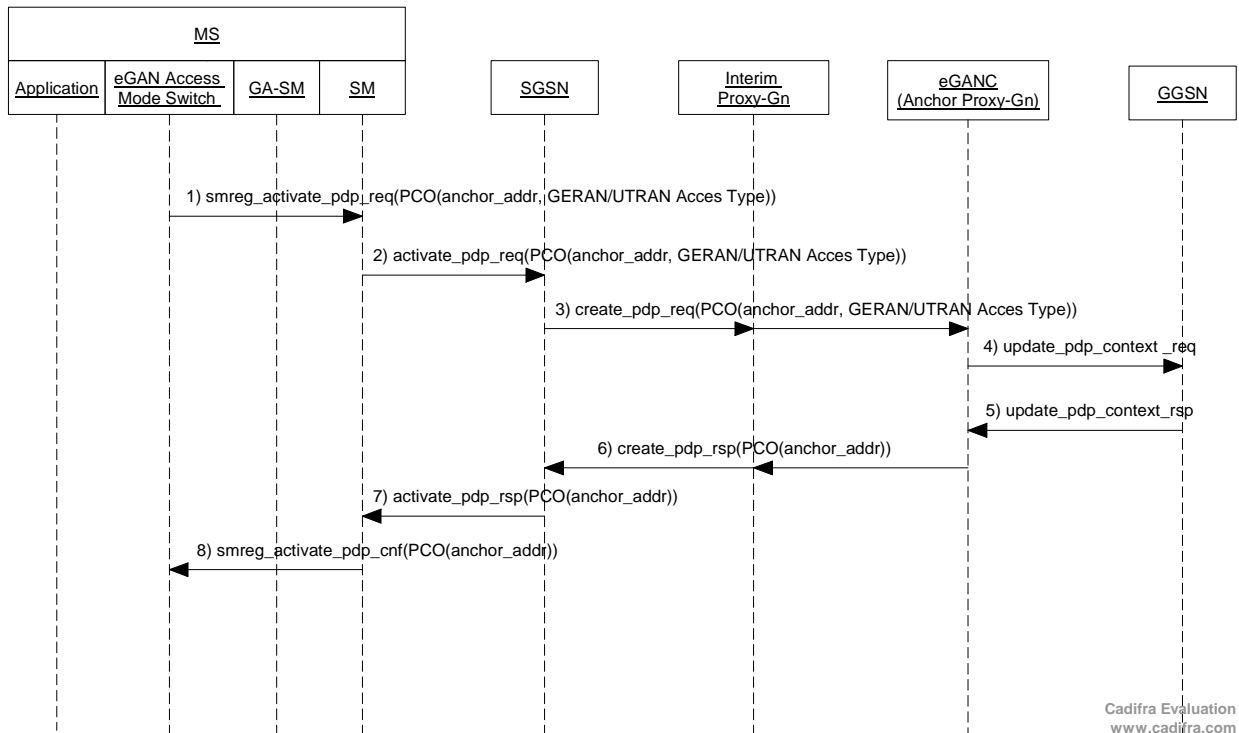 MS
Application
eGAN Access
Mode Switch
GA-SM
SM
SGSN
Interim
Proxy-Gn
eGANC
(Anchor Proxy-Gn)
GGSN
1) smreg_activate_pdp_req(PCO(anchor_addr, GERAN/UTRAN Acces Type))
2) activate_pdp_req(PCO(anchor_addr, GERAN/UTRAN Acces Type))
3) create_pdp_req(PCO(anchor_addr, GERAN/UTRAN Acces Type))
4) update_pdp_context _req
5) update_pdp_context_rsp
6) create_pdp_rsp(PCO(anchor_addr))
7) activate_pdp_rsp(PCO(anchor_addr))
8) smreg_activate_pdp_cnf(PCO(anchor_addr))
Cadifra Evaluation
www.cadifra.com